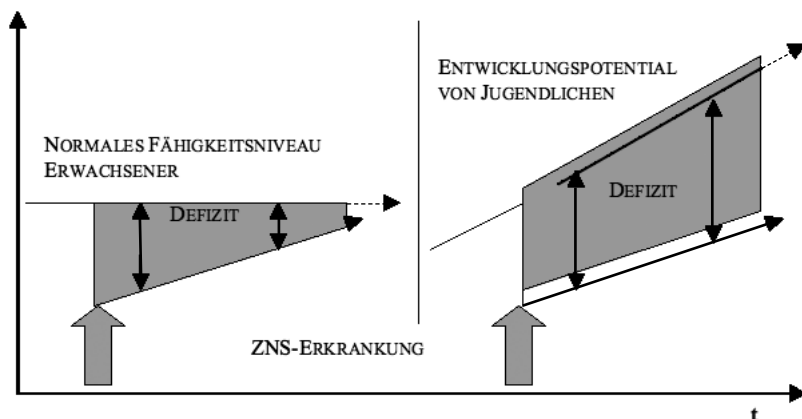 ENTWICKLUNGSPOTENTIAL
VON JUGENDLICHEN
NORMALES FÄHIGKEITSNIVEAU
ERWACHSENER
DEFIZIT
DEFIZIT
ZNS-ERKRANKUNG
t